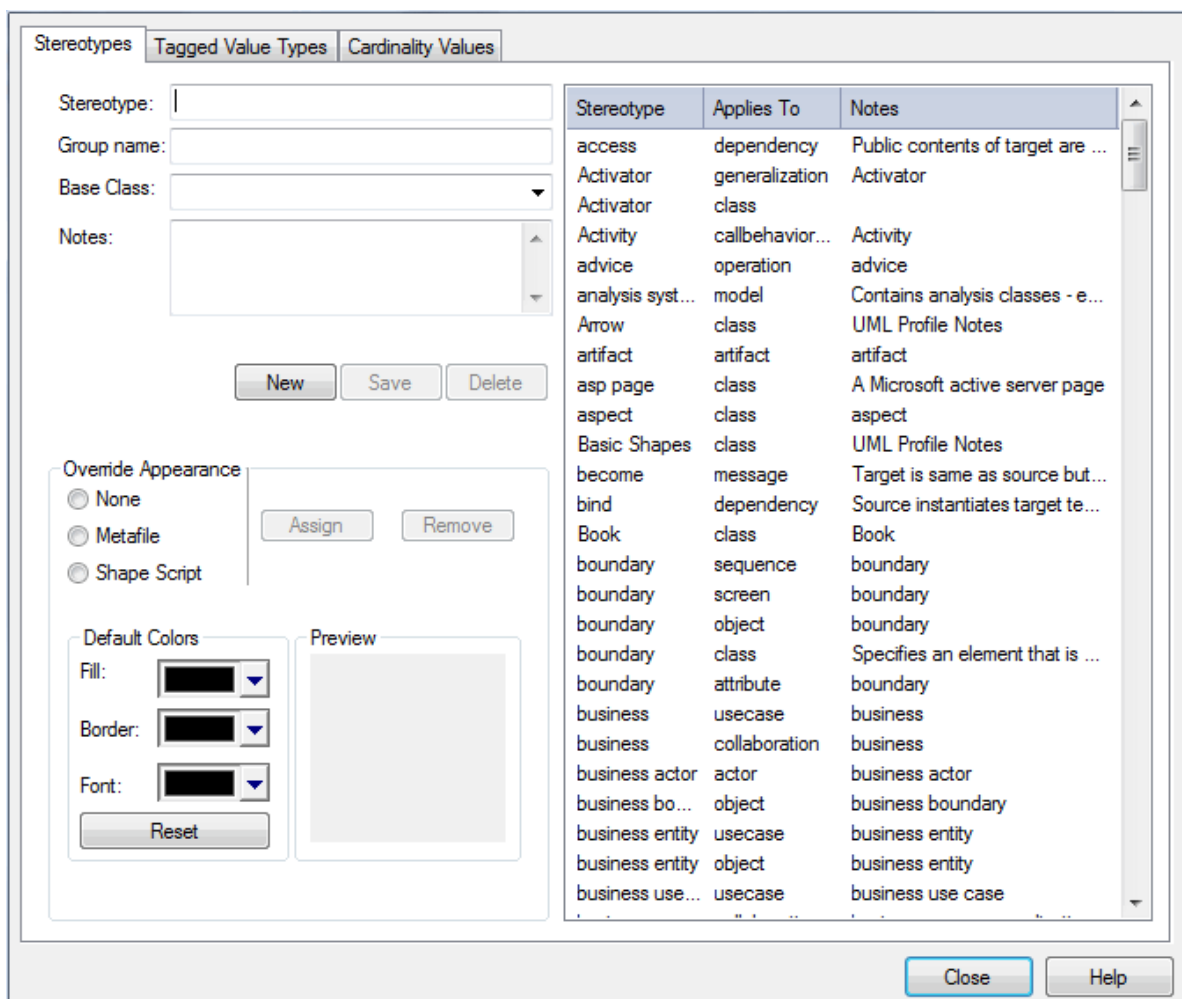 Stereotypes Tagged Value Types Cardinality Values
Stereotype:
Group name:
Base Class:
Notes:
New Save Delete
Override Appearance
None
Metafile
Shape Script
Assign Remove
Default Colors
Fill:
Border:
Font:
Reset
Preview
Stereotype Applies To Notes
access dependency Public contents of target are ...
Activator generalization Activator
Activator class
Activity callbehavior... Activity
advice operation advice
analysis syst... model Contains analysis classes - e...
Arrow class UML Profile Notes
artifact artifact artifact
asp page class A Microsoft active server page
aspect class aspect
Basic Shapes class UML Profile Notes
become message Target is same as source but...
bind dependency Source instantiates target te...
Book class Book
boundary sequence boundary
boundary screen boundary
boundary object boundary
boundary class Specifies an element that is ...
boundary attribute boundary
business usecase business
business collaboration business
business actor actor business actor
business bo... object business boundary
business entity usecase business entity
business entity object business entity
business use... usecase business use case
Close Help